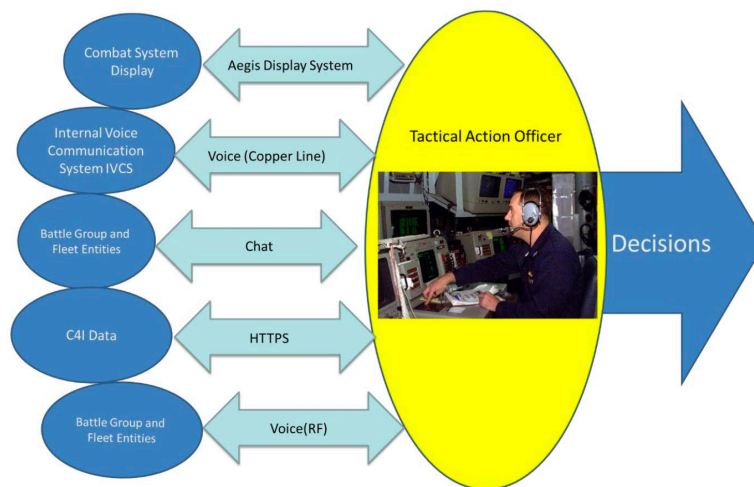 Combat System
Display
Aegis Display System
Internal Voice
Communication
System IVCS
Voice (Copper Line)
Tactical Action Officer
Battle Group and
Fleet Entities
Chat
Decisions
C4I Data
HTTPS
Battle Group and
Fleet Entities
Voice(RF)